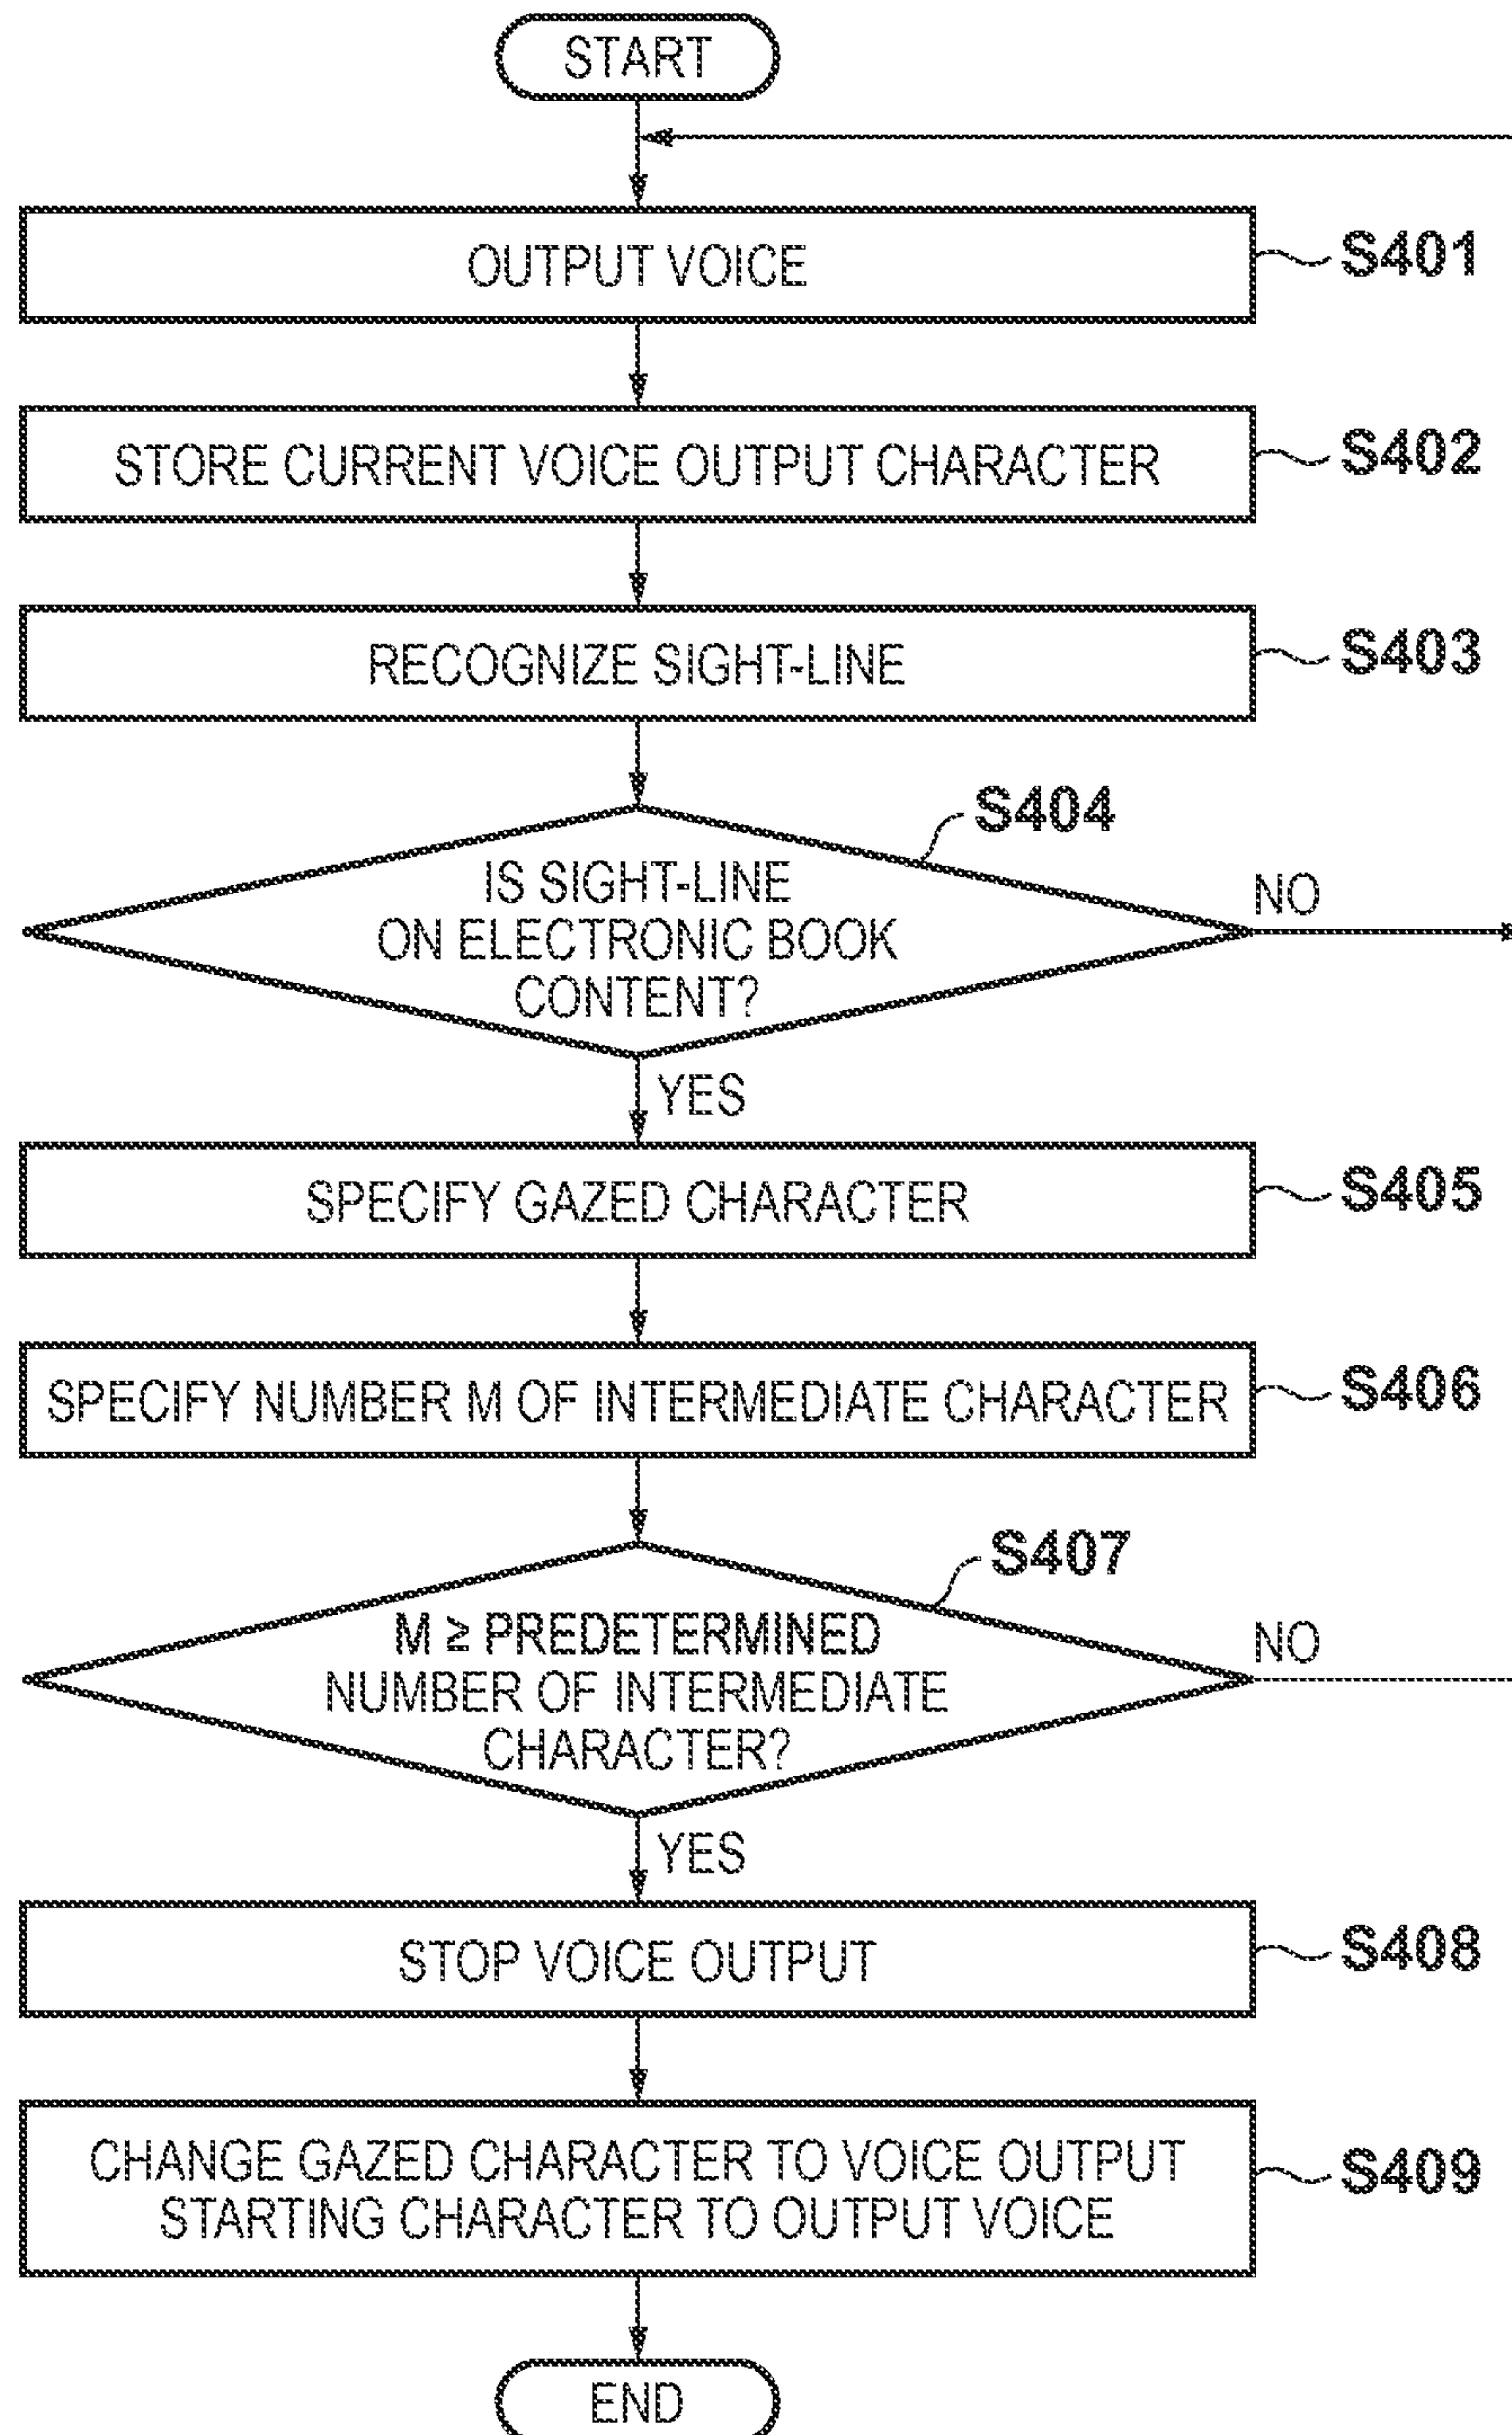 START
OUTPUT VOICE
S401
STORE CURRENT VOICE OUTPUT CHARACTER
S402
RECOGNIZE SIGHT-LINE
S403
S404
IS SIGHT-LINE
ON ELECTRONIC BOOK
CONTENT?
NO
YES
SPECIFY GAZED CHARACTER
S405
SPECIFY NUMBER M OF INTERMEDIATE CHARACTER
S406
S407
M ≥ PREDETERMINED
NUMBER OF INTERMEDIATE
CHARACTER?
NO
YES
STOP VOICE OUTPUT
S408
CHANGE GAZED CHARACTER TO VOICE OUTPUT
STARTING CHARACTER TO OUTPUT VOICE
S409
END